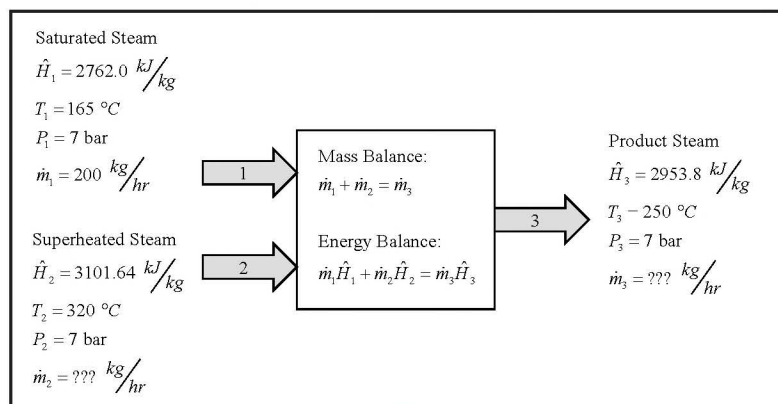 Saturated Steam
Ĥ₁ = 2762.0 kJ/kg
T₁ = 165 °C
P₁ = 7 bar
ṁ₁ = 200 kg/hr
1
Superheated Steam
Ĥ₂ = 3101.64 kJ/kg
T₂ = 320 °C
P₂ = 7 bar
ṁ₂ = ??? kg/hr
2
Mass Balance:
ṁ₁ + ṁ₂ = ṁ₃
Energy Balance:
ṁ₁Ĥ₁ + ṁ₂Ĥ₂ = ṁ₃Ĥ₃
3
Product Steam
Ĥ₃ = 2953.8 kJ/kg
T₃ − 250 °C
P₃ = 7 bar
ṁ₃ = ??? kg/hr